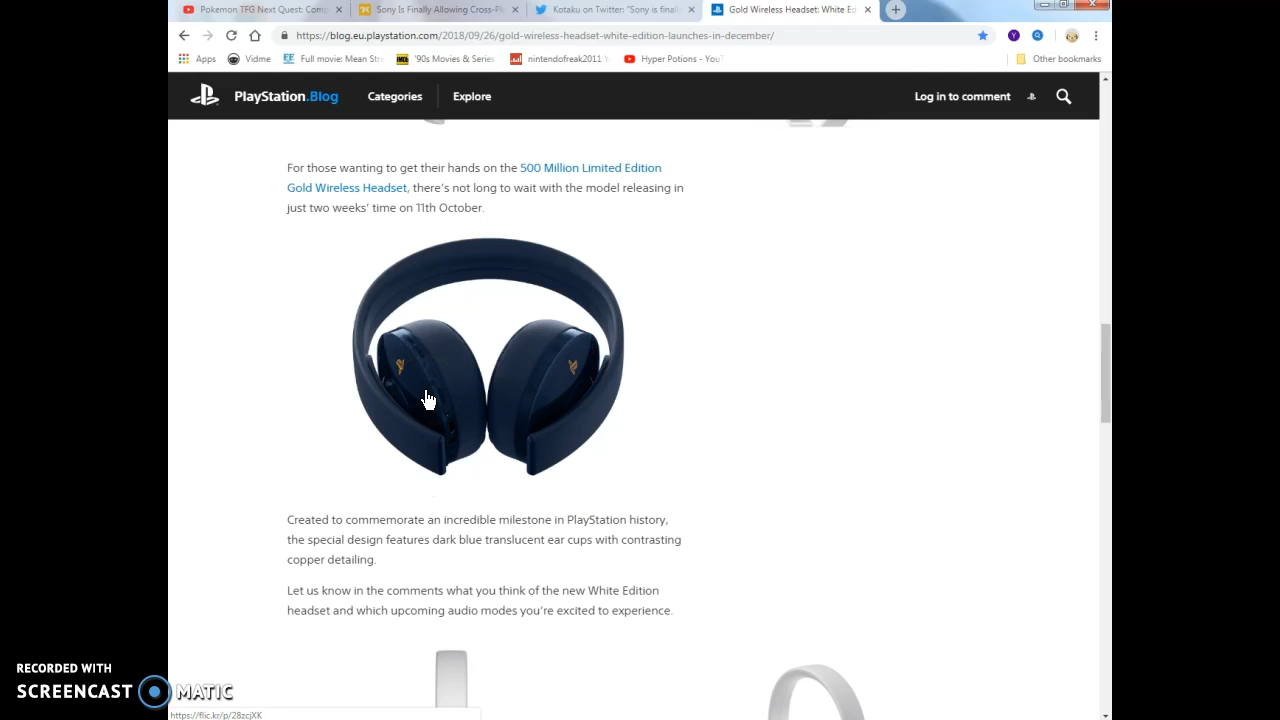 Pokemon TFG Next Quest: Comp
Sony Is Finally Allowing Cross-Pl
Kotaku on Twitter: "Sony is final
Gold Wireless Headset: White Ed
https://blog.eu.playstation.com/2018/09/26/gold-wireless-headset-white-edition-launches-in-december/
Apps
Vidme
Full movie: Mean Stre
'90s Movies & Series
nintendofreak2011 Y
Hyper Potions - YouT
Other bookmarks
PlayStation.Blog
Categories
Explore
Log in to comment
For those wanting to get their hands on the 500 Million Limited Edition
Gold Wireless Headset, there's not long to wait with the model releasing in
just two weeks' time on 11th October.
Created to commemorate an incredible milestone in PlayStation history,
the special design features dark blue translucent ear cups with contrasting
copper detailing.
Let us know in the comments what you think of the new White Edition
headset and which upcoming audio modes you're excited to experience.
RECORDED WITH
SCREENCAST MATIC
https://flic.kr/p/28zcjXK